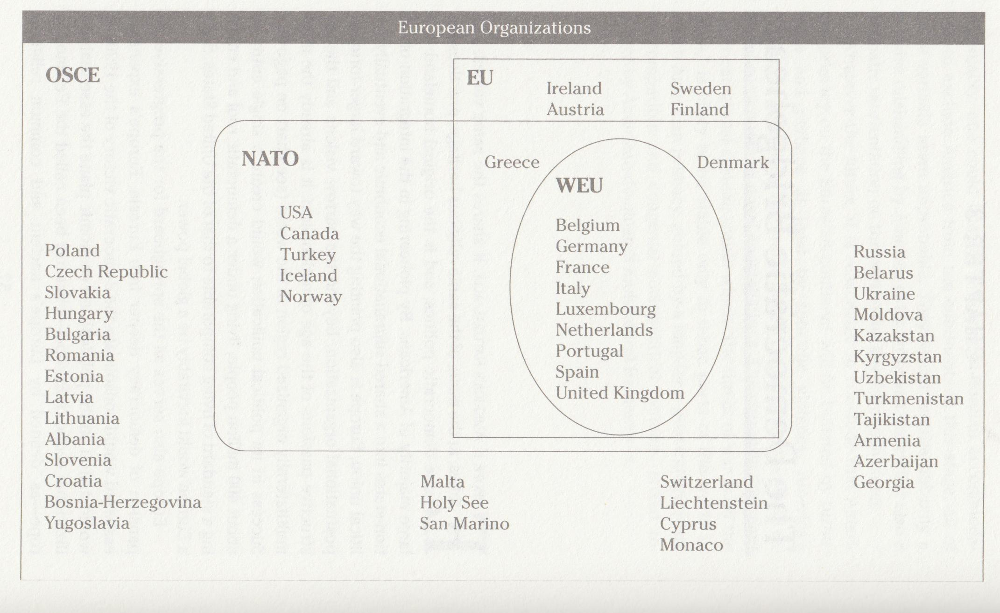 European Organizations
OSCE
EU
Ireland
Austria
Sweden
Finland
NATO
Greece
Denmark
WEU
USA
Canada
Turkey
Iceland
Norway
Belgium
Germany
France
Italy
Luxembourg
Netherlands
Portugal
Spain
United Kingdom
Poland
Czech Republic
Slovakia
Hungary
Bulgaria
Romania
Estonia
Latvia
Lithuania
Albania
Slovenia
Croatia
Bosnia-Herzegovina
Yugoslavia
Malta
Holy See
San Marino
Switzerland
Liechtenstein
Cyprus
Monaco
Russia
Belarus
Ukraine
Moldova
Kazakstan
Kyrgyzstan
Uzbekistan
Turkmenistan
Tajikistan
Armenia
Azerbaijan
Georgia